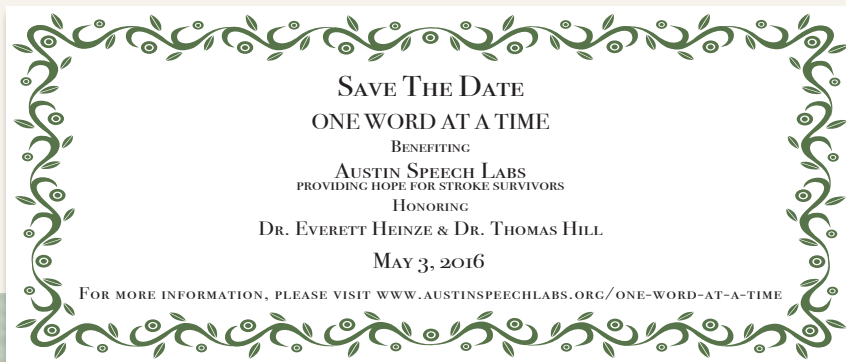 Save The Date
ONE WORD AT A TIME
Benefiting
Austin Speech Labs
PROVIDING HOPE FOR STROKE SURVIVORS
Honoring
Dr. Everett Heinze & Dr. Thomas Hill
May 3, 2016
For more information, please visit www.austinspeechlabs.org/one-word-at-a-time